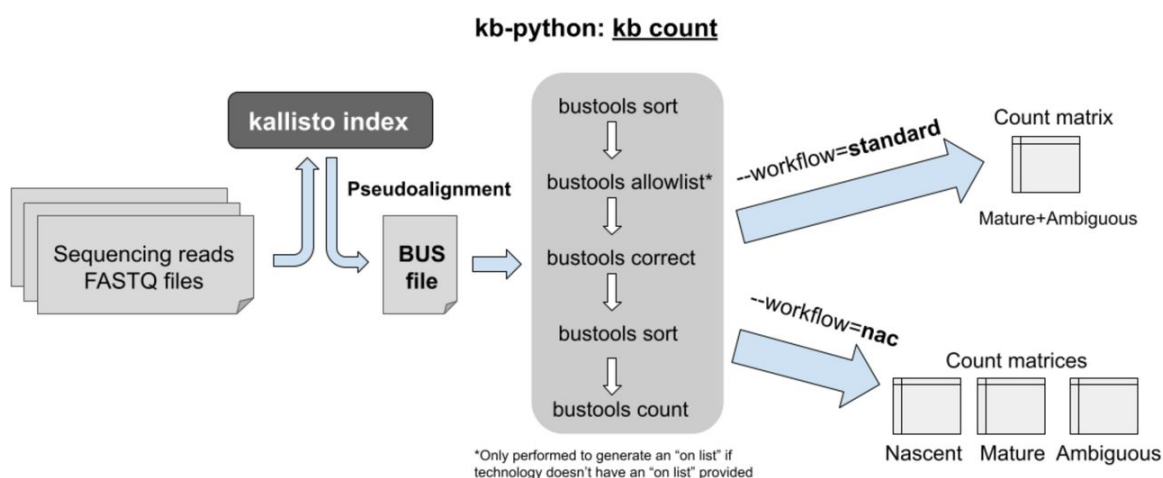 kb-python: kb count
kallisto index
Pseudoalignment
Sequencing reads
FASTQ files
BUS
file
bustools sort
bustools allowlist*
bustools correct
bustools sort
bustools count
*Only performed to generate an “on list” if
technology doesn’t have an “on list” provided
--workflow=standard
Count matrix
Mature+Ambiguous
--workflow=nac
Count matrices
Nascent Mature Ambiguous